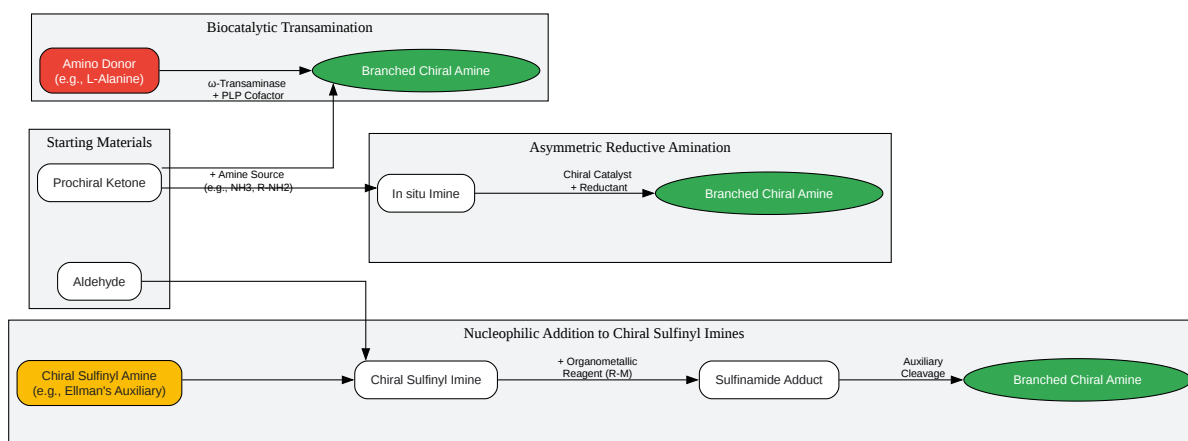 Biocatalytic Transamination
Amino Donor
(e.g., L-Alanine)
ω-Transaminase
+ PLP Cofactor
Branched Chiral Amine
Starting Materials
Prochiral Ketone
Aldehyde
+ Amine Source
(e.g., NH3, R-NH2)
Asymmetric Reductive Amination
In situ Imine
Chiral Catalyst
+ Reductant
Branched Chiral Amine
Nucleophilic Addition to Chiral Sulfinyl Imines
Chiral Sulfinyl Amine
(e.g., Ellman's Auxiliary)
Chiral Sulfinyl Imine
+ Organometallic
Reagent (R-M)
Sulfinamide Adduct
Auxiliary
Cleavage
Branched Chiral Amine